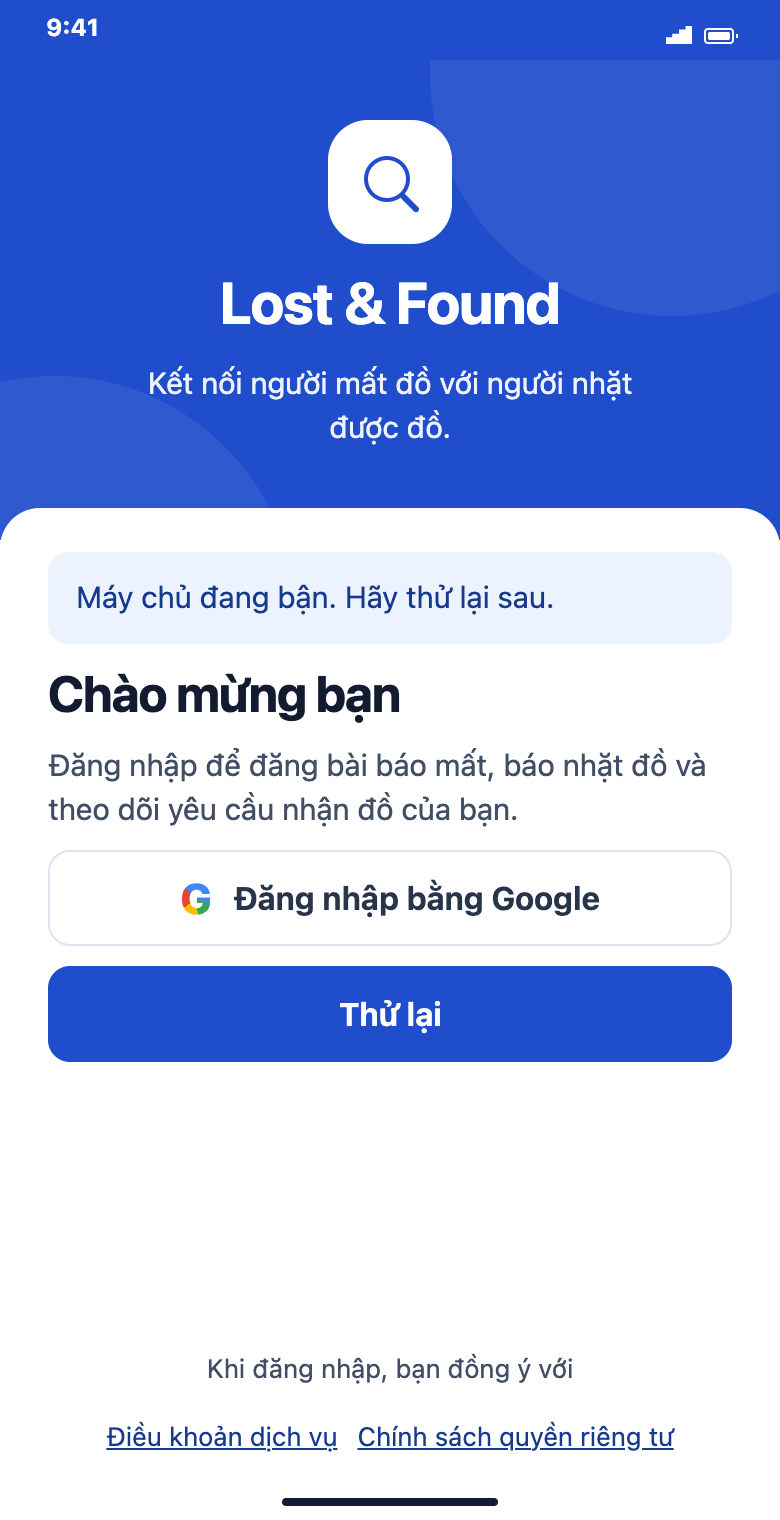 9:41
Lost & Found
Kết nối người mất đồ với người nhặt
được đồ.
Máy chủ đang bận. Hãy thử lại sau.
Chào mừng bạn
Đăng nhập để đăng bài báo mất, báo nhặt đồ và
theo dõi yêu cầu nhận đồ của bạn.
Đăng nhập bằng Google
Thử lại
Khi đăng nhập, bạn đồng ý với
Điều khoản dịch vụ Chính sách quyền riêng tư